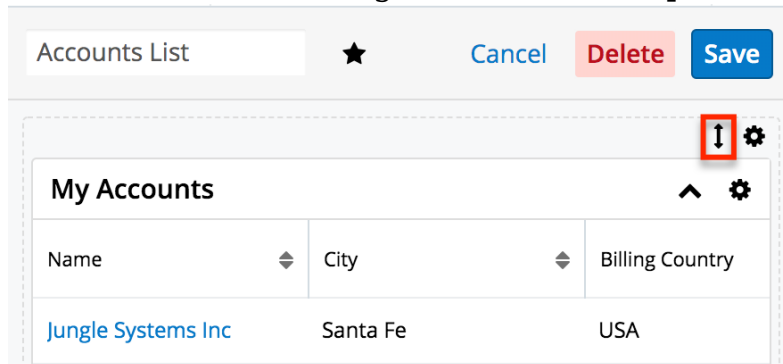 Accounts List Cancel Delete Save
My Accounts
Name City Billing Country
Jungle Systems Inc Santa Fe USA